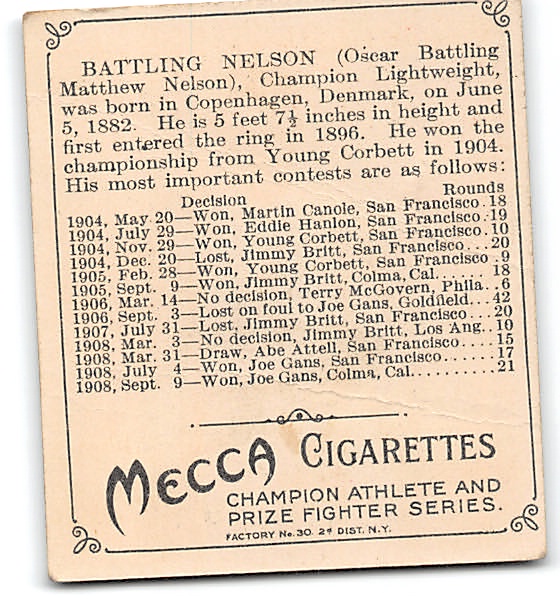 BATTLING NELSON (Oscar Battling
Matthew Nelson), Champion Lightweight,
was born in Copenhagen, Denmark, on June
5, 1882. He is 5 feet 7½ inches in height and
first entered the ring in 1896. He won the
championship from Young Corbett in 1904.
His most important contests are as follows:
Decision Rounds
1904, May 20—Won, Martin Canole, San Francisco.18
1904, July 29—Won, Eddie Hanlon, San Francisco.19
1904, Nov. 29—Won, Young Corbett, San Francisco.10
1904, Dec. 20—Lost, Jimmy Britt, San Francisco...20
1905, Feb. 28—Won, Young Corbett, San Francisco .9
1905, Sept. 9—Won, Jimmy Britt, Colma, Cal....... 18
1906, Mar. 14—No decision, Terry McGovern, Phila..6
1906, Sept. 3—Lost on foul to Joe Gans, Goldfield...42
1907, July 31—Lost, Jimmy Britt, San Francisco... 20
1908, Mar. 3—No decision, Jimmy Britt, Los Ang..10
1908, Mar. 31—Draw, Abe Attell, San Francisco.....15
1908, July 4—Won, Joe Gans, San Francisco......17
1908, Sept. 9—Won, Joe Gans, Colma, Cal..........21
MECCA CIGARETTES
CHAMPION ATHLETE AND
PRIZE FIGHTER SERIES.
FACTORY No. 30. 2d DIST. N.Y.